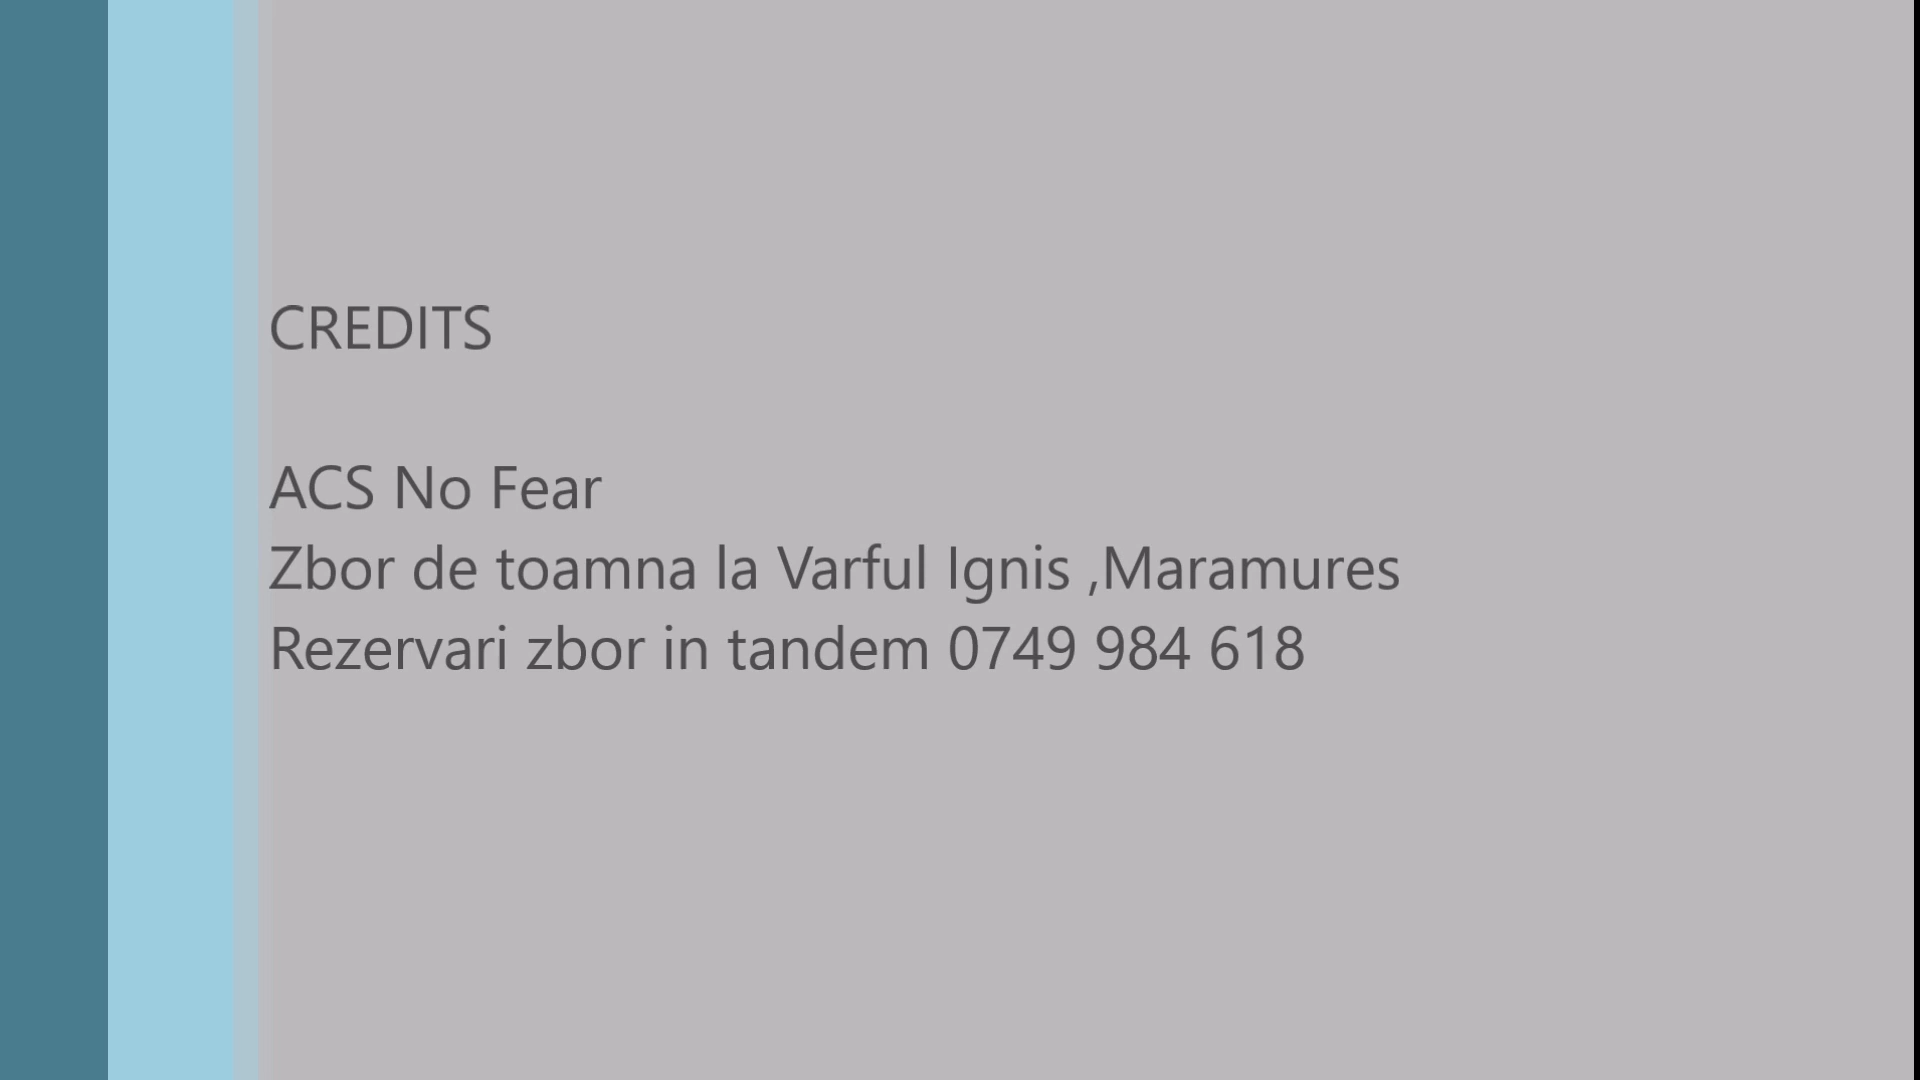 CREDITS
ACS No Fear
Zbor de toamna la Varful Ignis ,Maramures
Rezervari zbor in tandem 0749 984 618